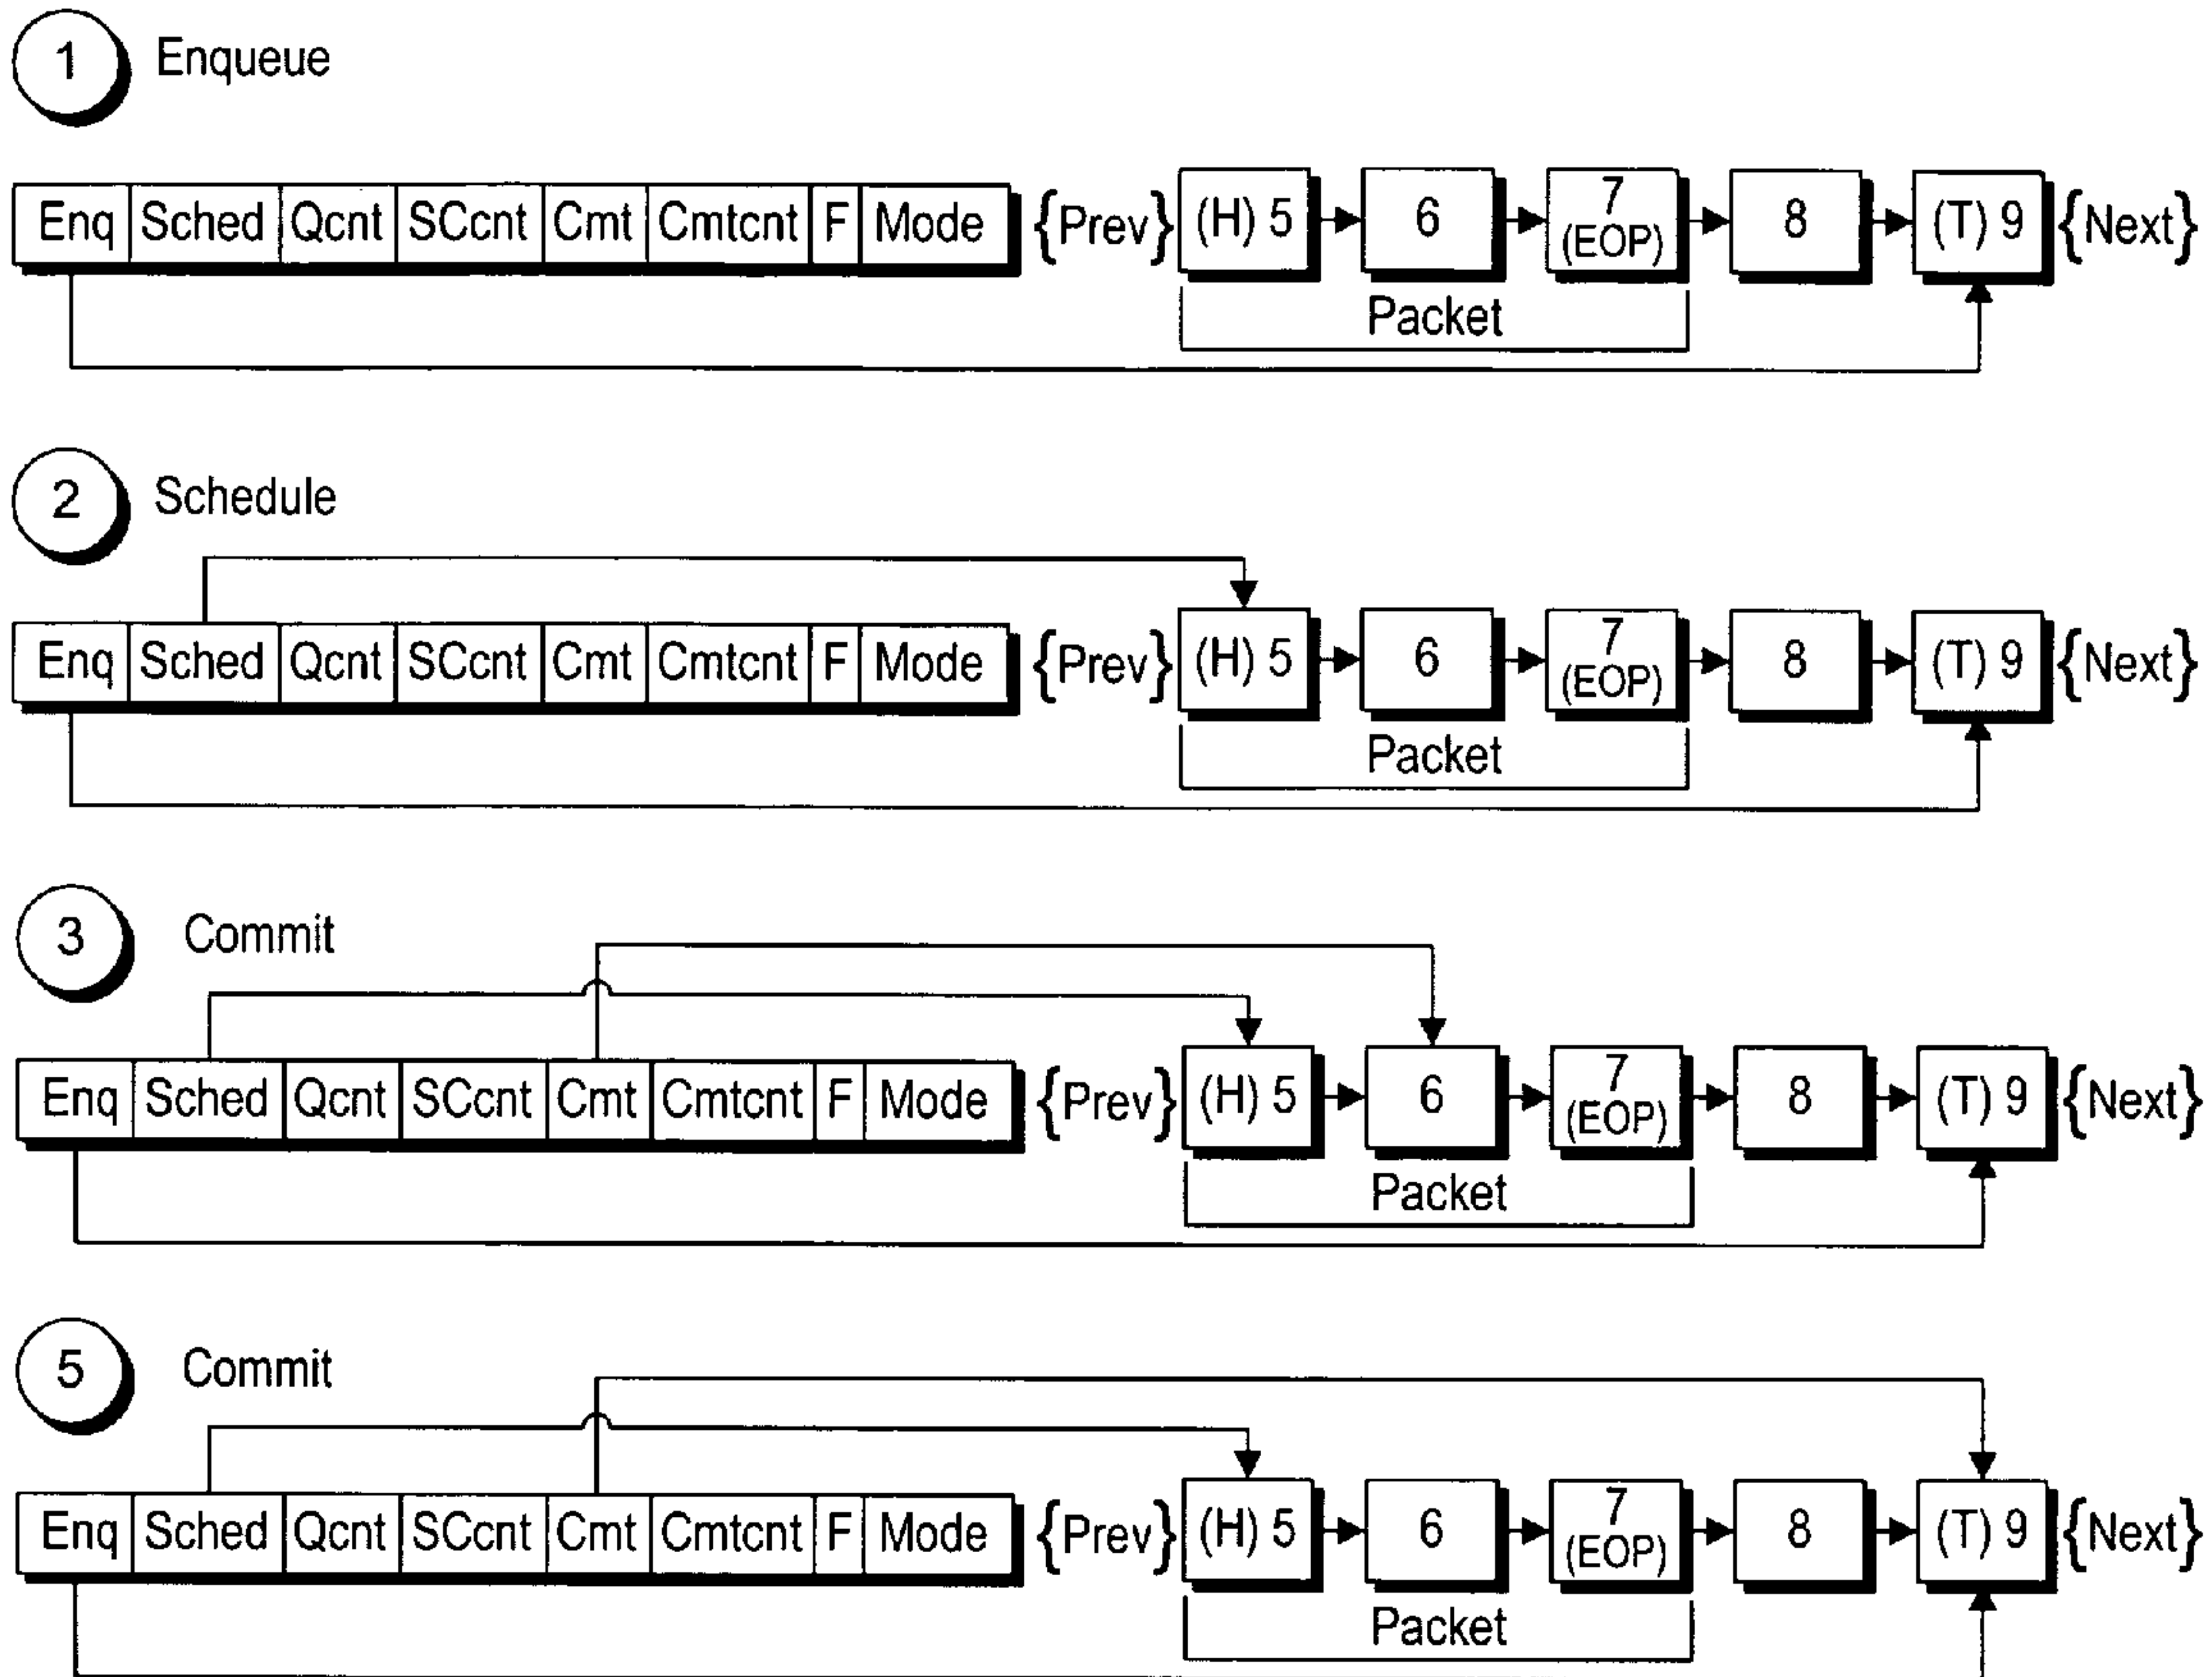 1 Enqueue
Enq Sched Qcnt SCcnt Cmt Cmtcnt F Mode {Prev} (H) 5 6 7 (EOP) 8 (T) 9 {Next}
Packet
2 Schedule
Enq Sched Qcnt SCcnt Cmt Cmtcnt F Mode {Prev} (H) 5 6 7 (EOP) 8 (T) 9 {Next}
Packet
3 Commit
Enq Sched Qcnt SCcnt Cmt Cmtcnt F Mode {Prev} (H) 5 6 7 (EOP) 8 (T) 9 {Next}
Packet
5 Commit
Enq Sched Qcnt SCcnt Cmt Cmtcnt F Mode {Prev} (H) 5 6 7 (EOP) 8 (T) 9 {Next}
Packet